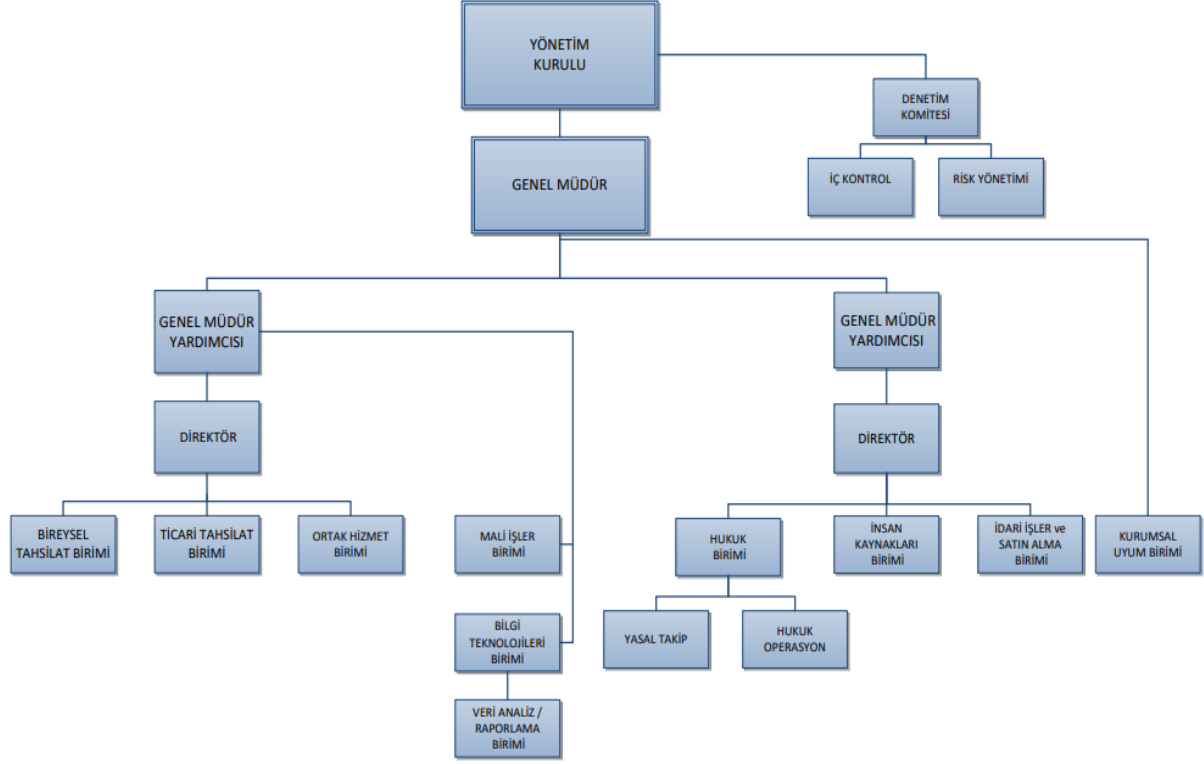 YÖNETİM
KURULU
DENETİM
KOMİTESİ
GENEL MÜDÜR
İÇ KONTROL
RİSK YÖNETİMİ
GENEL MÜDÜR
YARDIMCISI
GENEL MÜDÜR
YARDIMCISI
DİREKTÖR
DİREKTÖR
BİREYSEL
TAHSİLAT BİRİMİ
TİCARİ TAHSİLAT
BİRİMİ
ORTAK HİZMET
BİRİMİ
MALİ İŞLER
BİRİMİ
HUKUK
BİRİMİ
İNSAN
KAYNAKLARI
BİRİMİ
İDARİ İŞLER ve
SATIN ALMA
BİRİMİ
KURUMSAL
UYUM BİRİMİ
BİLGİ
TEKNOLOJİLERİ
BİRİMİ
YASAL TAKİP
HUKUK
OPERASYON
VERİ ANALİZ /
RAPORLAMA
BİRİMİ